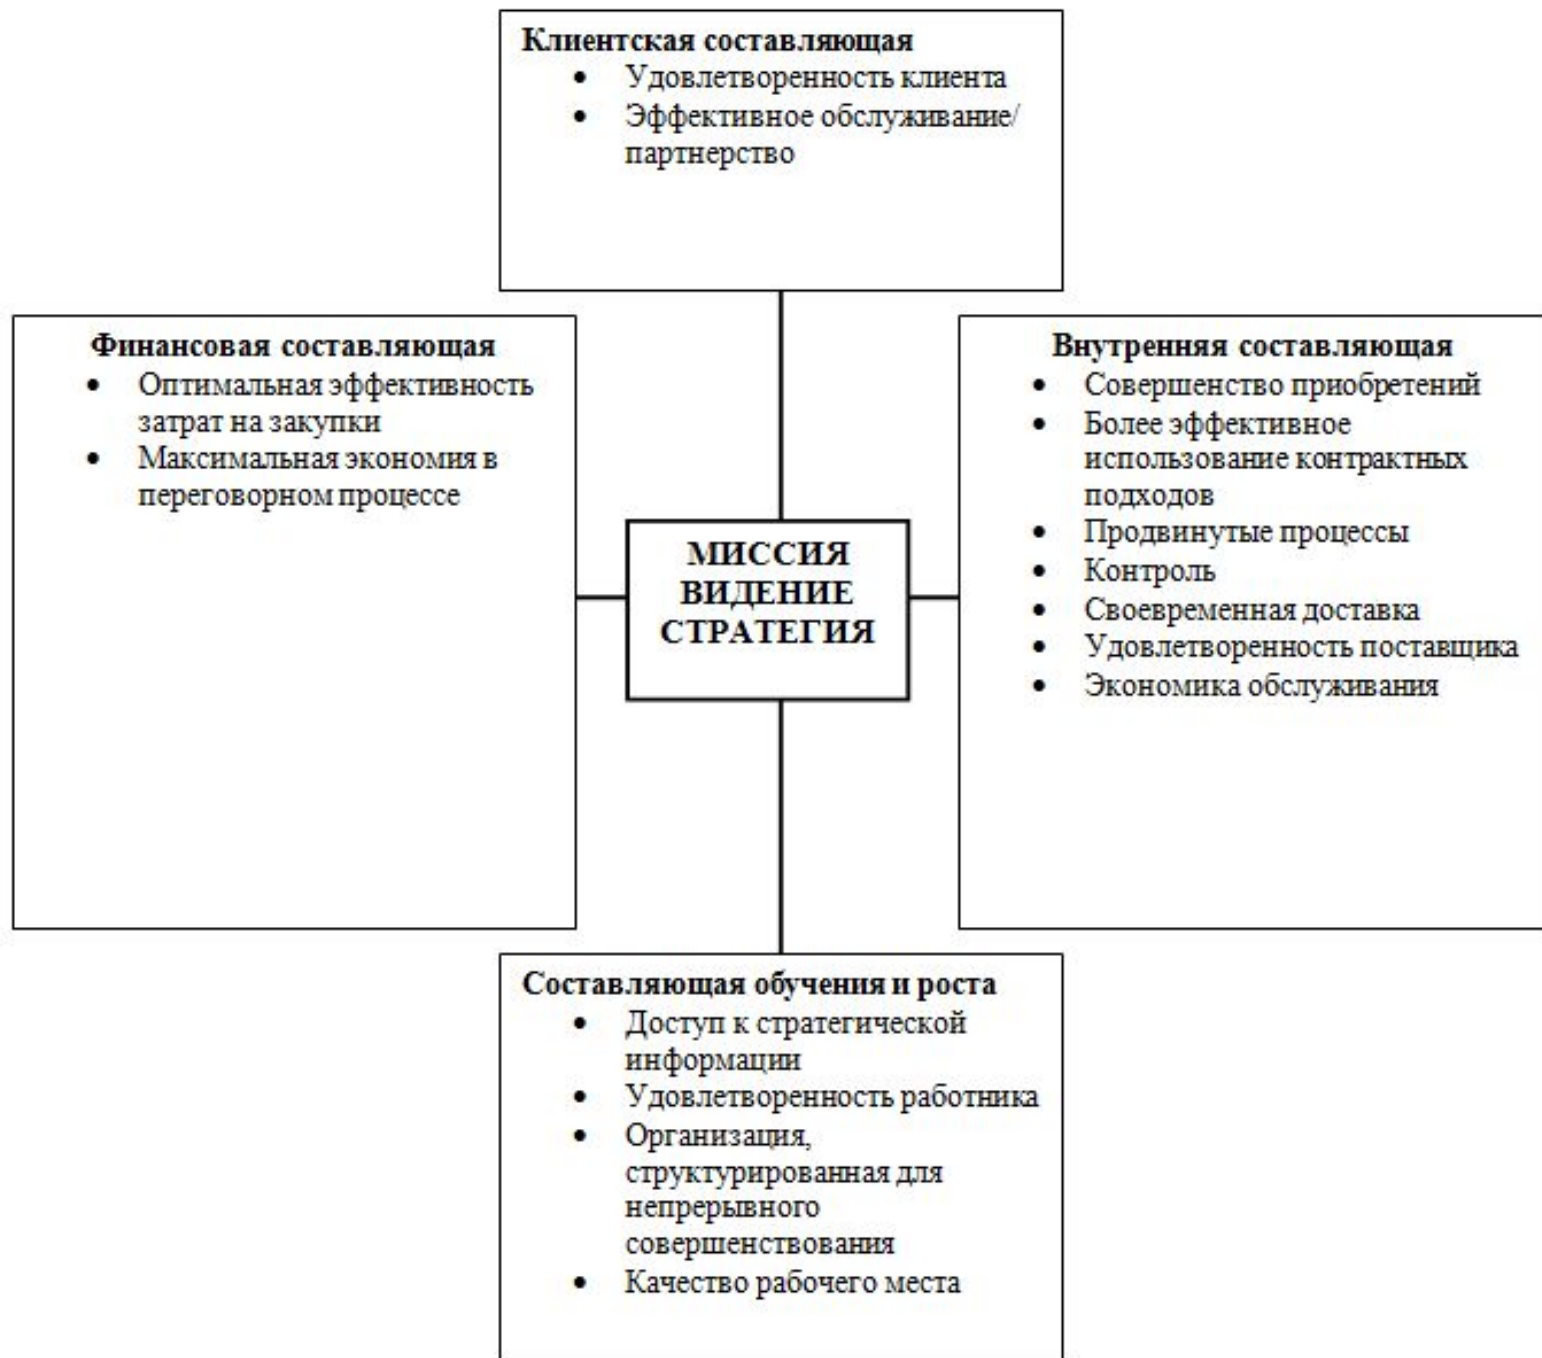 Клиентская составляющая
• Удовлетворенность клиента
• Эффективное обслуживание/
партнерство
Финансовая составляющая
• Оптимальная эффективность
затрат на закупки
• Максимальная экономия в
переговорном процессе
МИССИЯ
ВИДЕНИЕ
СТРАТЕГИЯ
Внутренняя составляющая
• Совершенство приобретений
• Более эффективное
использование контрактных
подходов
• Продвинутые процессы
• Контроль
• Своевременная доставка
• Удовлетворенность поставщика
• Экономика обслуживания
Составляющая обучения и роста
• Доступ к стратегической
информации
• Удовлетворенность работника
• Организация,
структурированная для
непрерывного
совершенствования
• Качество рабочего места